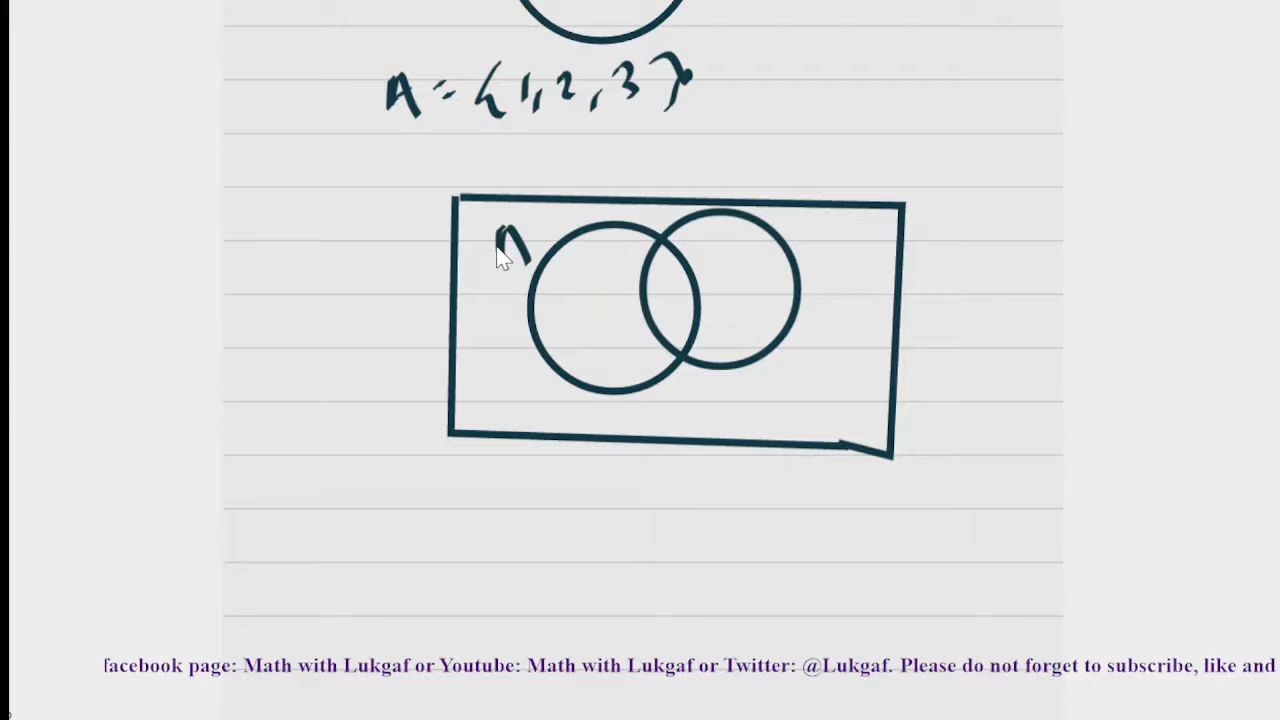 A = {1, 2, 3}
facebook page: Math with Lukgaf or Youtube: Math with Lukgaf or Twitter: @Lukgaf. Please do not forget to subscribe, like and